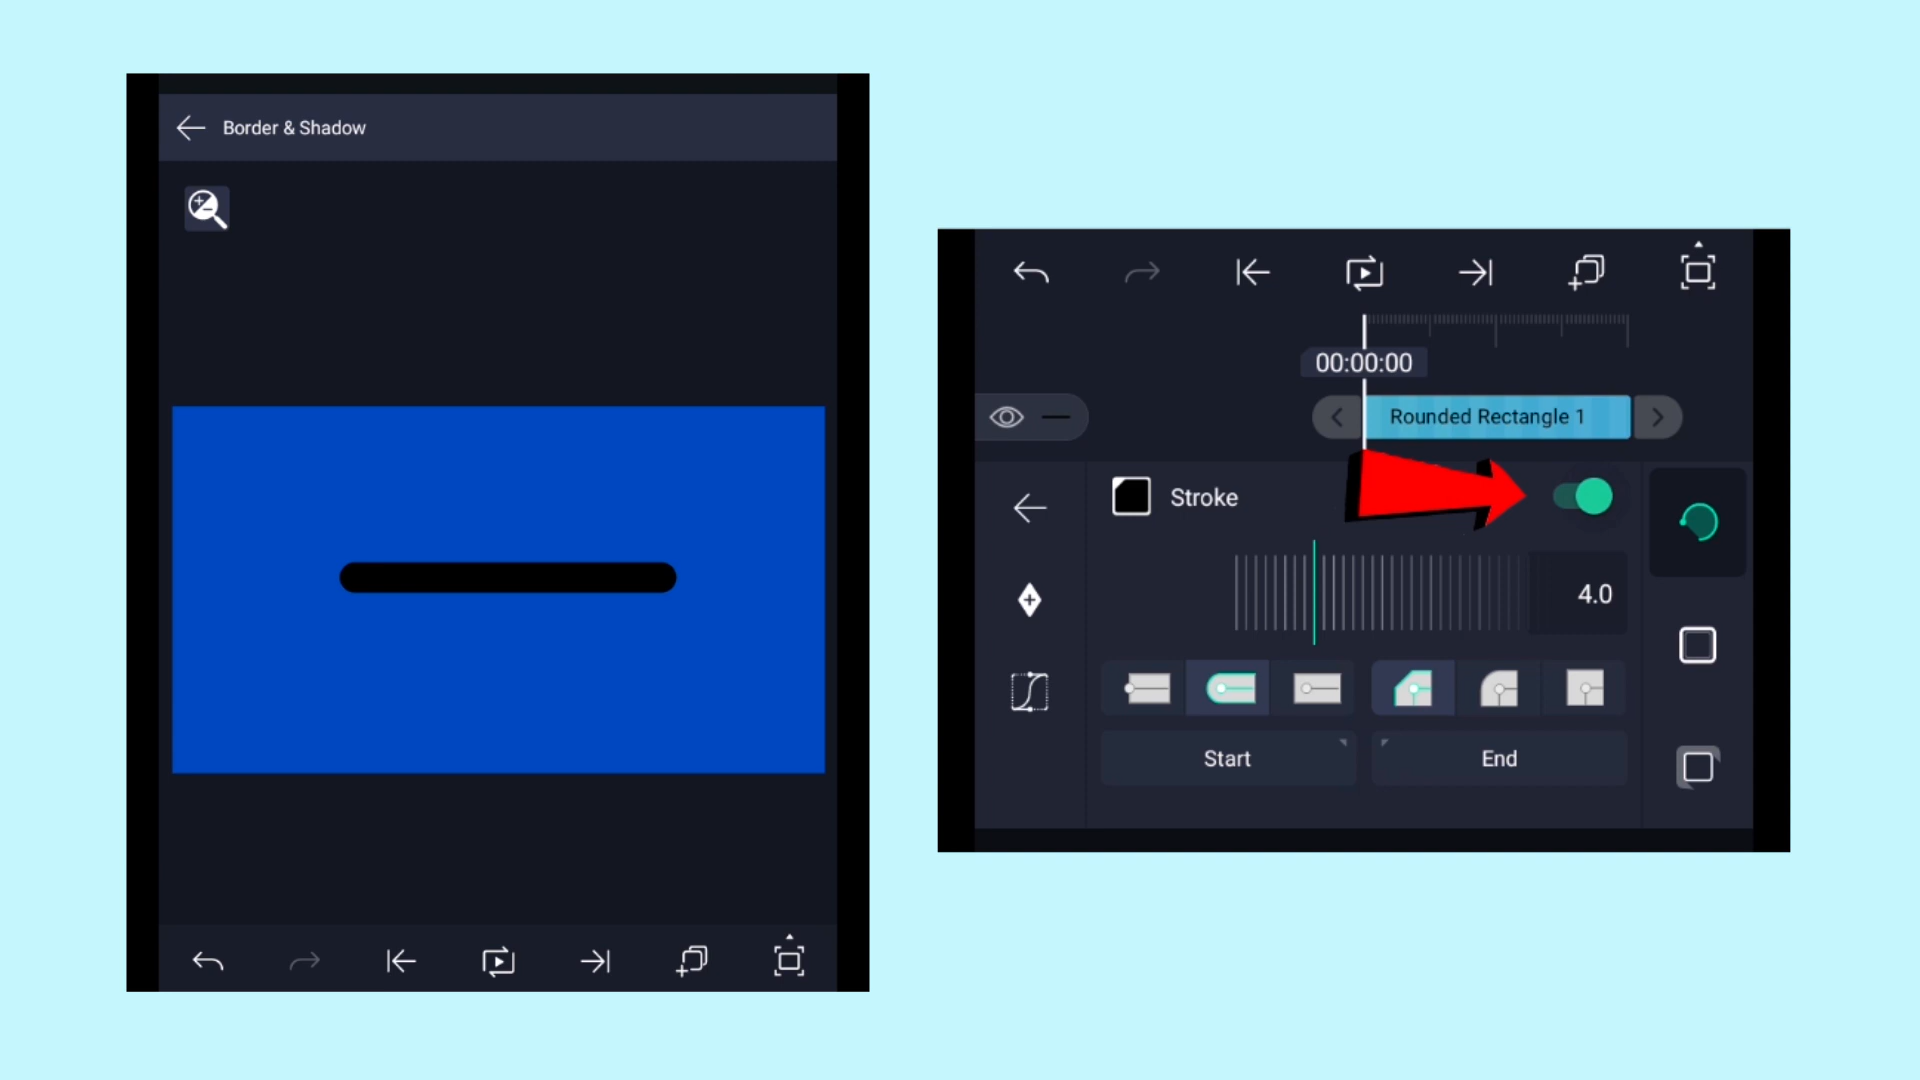 Border & Shadow
00:00:00
Rounded Rectangle 1
Stroke
4.0
Start
End